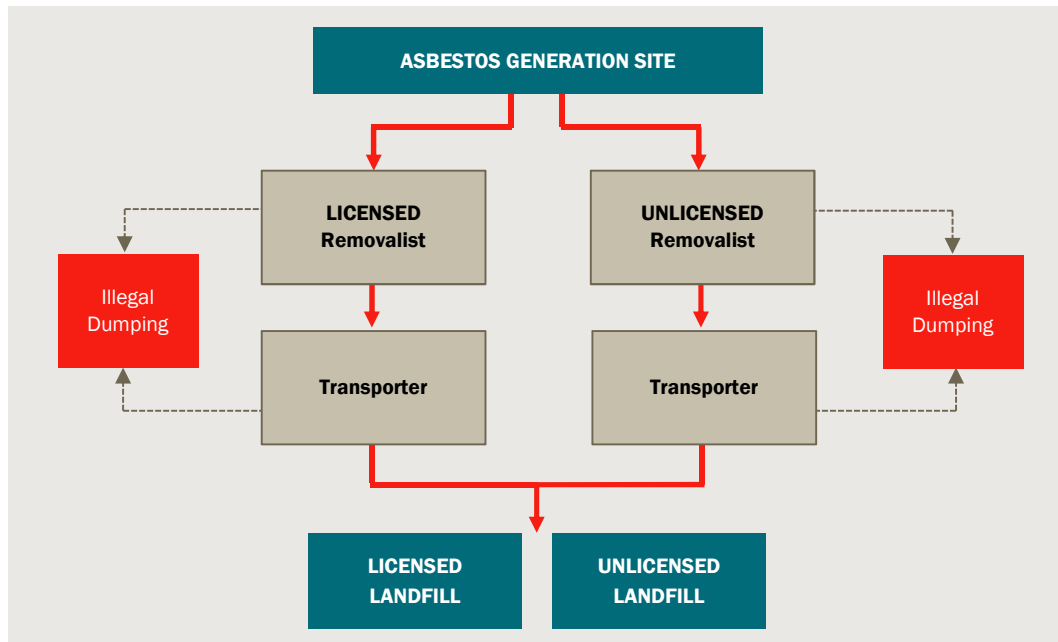 ASBESTOS GENERATION SITE
LICENSED
Removalist
UNLICENSED
Removalist
Illegal
Dumping
Illegal
Dumping
Transporter
Transporter
LICENSED
LANDFILL
UNLICENSED
LANDFILL